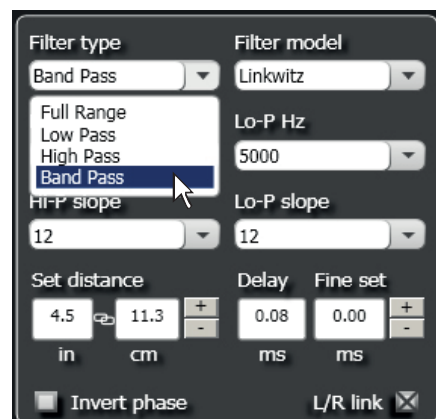 Filter type Filter model
Band Pass Linkwitz
Full Range
Low Pass Lo-P Hz
High Pass 5000
Band Pass
Hi-P slope Lo-P slope
12 12
Set distance Delay Fine set
4.5 11.3 + - 0.08 0.00 + -
in cm ms ms
Invert phase L/R link